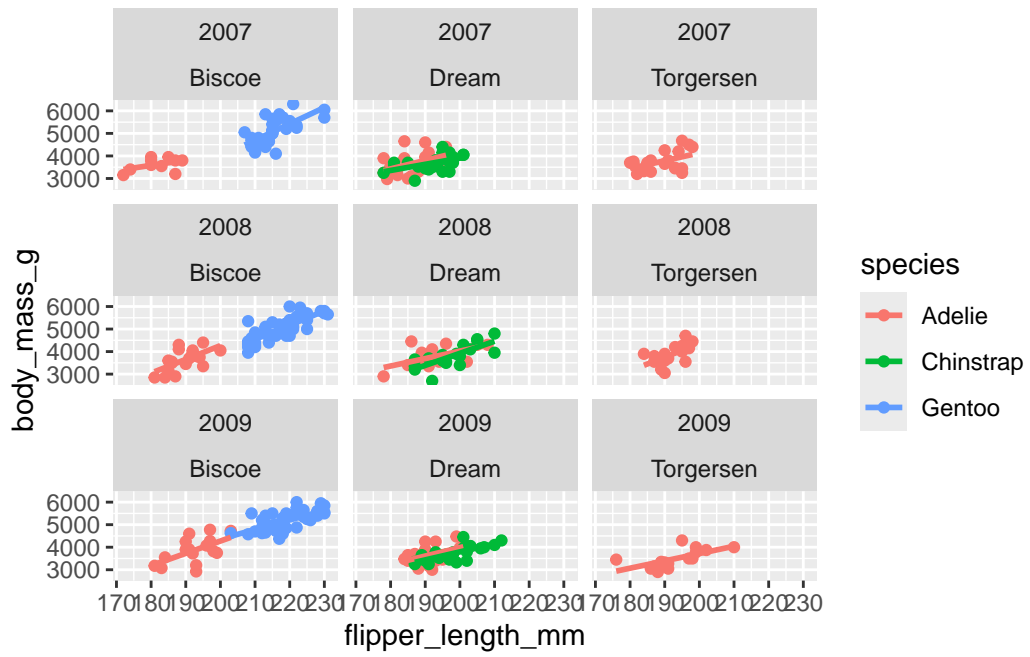 2007 2007 2007
Biscoe Dream Torgersen
6000
5000
4000
3000
2008 2008 2008
Biscoe Dream Torgersen
6000
5000
4000
3000
2009 2009 2009
Biscoe Dream Torgersen
6000
5000
4000
3000
170 180 190 200 210 220 230 170 180 190 200 210 220 230 170 180 190 200 210 220 230
flipper_length_mm
body_mass_g
species
Adelie
Chinstrap
Gentoo